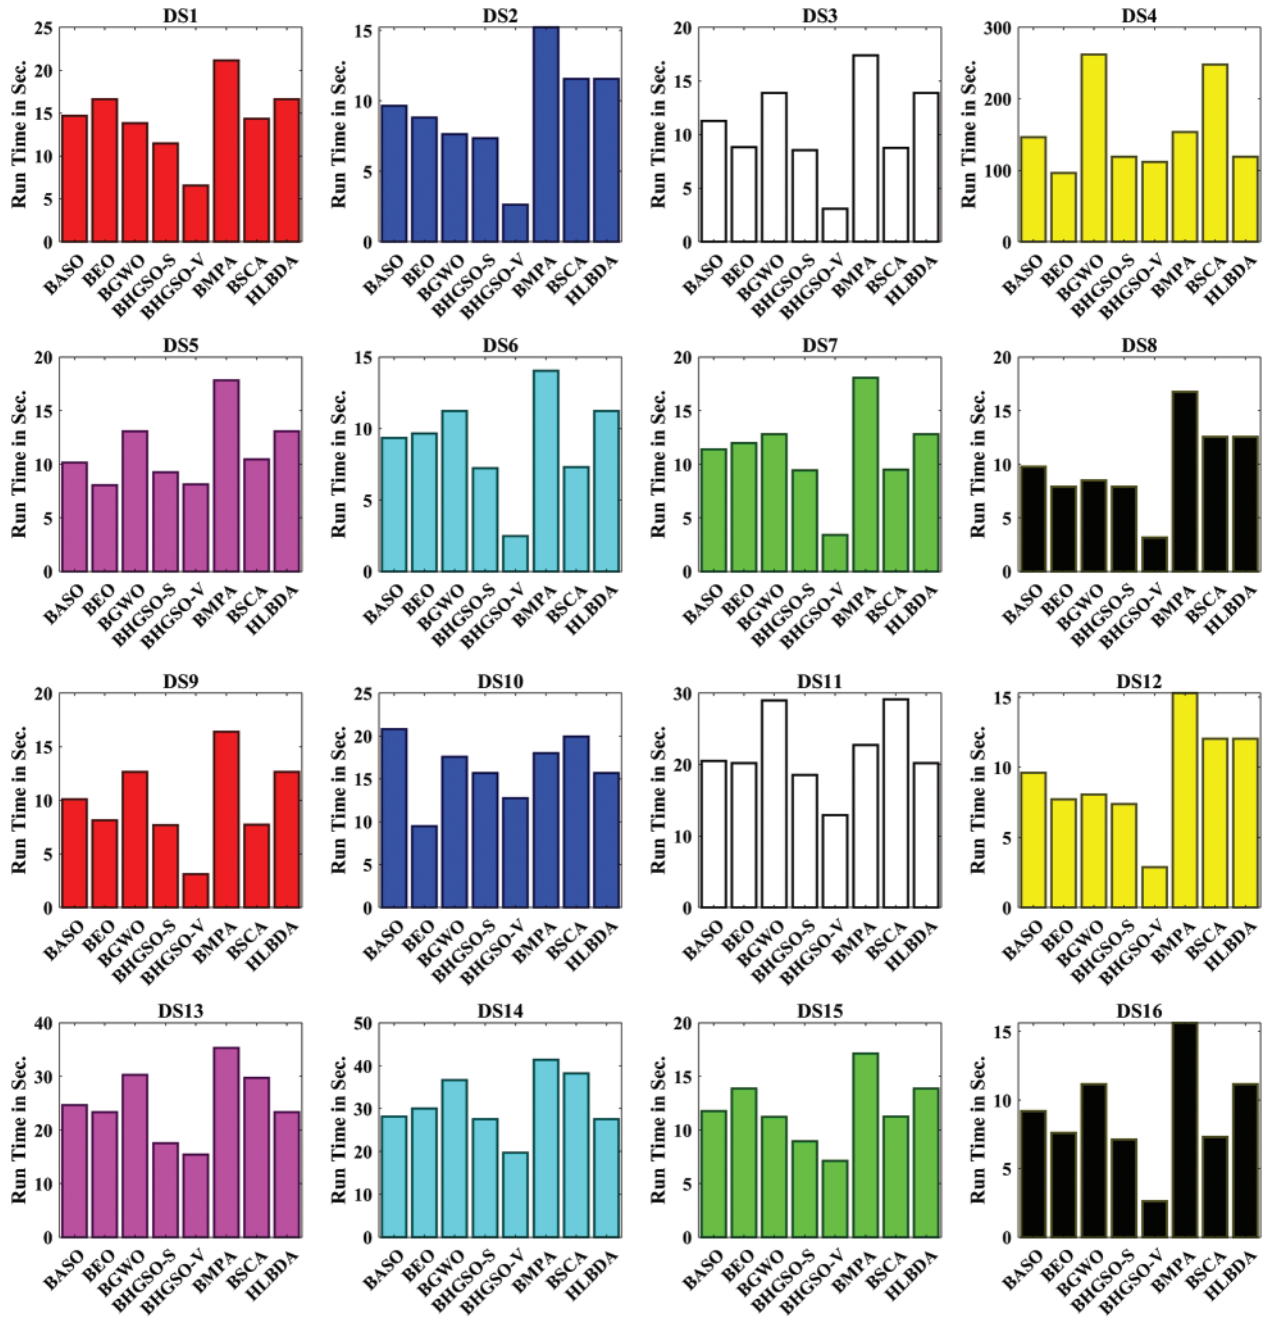 DS1
Run Time in Sec.
25
20
15
10
5
0
BASO
BEO
BGWO
BHGSO-S
BHGSO-V
BMPA
BSCA
HLBDA
DS2
Run Time in Sec.
15
10
5
0
BASO
BEO
BGWO
BHGSO-S
BHGSO-V
BMPA
BSCA
HLBDA
DS3
Run Time in Sec.
20
15
10
5
0
BASO
BEO
BGWO
BHGSO-S
BHGSO-V
BMPA
BSCA
HLBDA
DS4
Run Time in Sec.
300
200
100
0
BASO
BEO
BGWO
BHGSO-S
BHGSO-V
BMPA
BSCA
HLBDA
DS5
Run Time in Sec.
20
15
10
5
0
BASO
BEO
BGWO
BHGSO-S
BHGSO-V
BMPA
BSCA
HLBDA
DS6
Run Time in Sec.
15
10
5
0
BASO
BEO
BGWO
BHGSO-S
BHGSO-V
BMPA
BSCA
HLBDA
DS7
Run Time in Sec.
20
15
10
5
0
BASO
BEO
BGWO
BHGSO-S
BHGSO-V
BMPA
BSCA
HLBDA
DS8
Run Time in Sec.
20
15
10
5
0
BASO
BEO
BGWO
BHGSO-S
BHGSO-V
BMPA
BSCA
HLBDA
DS9
Run Time in Sec.
20
15
10
5
0
BASO
BEO
BGWO
BHGSO-S
BHGSO-V
BMPA
BSCA
HLBDA
DS10
Run Time in Sec.
25
20
15
10
5
0
BASO
BEO
BGWO
BHGSO-S
BHGSO-V
BMPA
BSCA
HLBDA
DS11
Run Time in Sec.
30
20
10
0
BASO
BEO
BGWO
BHGSO-S
BHGSO-V
BMPA
BSCA
HLBDA
DS12
Run Time in Sec.
15
10
5
0
BASO
BEO
BGWO
BHGSO-S
BHGSO-V
BMPA
BSCA
HLBDA
DS13
Run Time in Sec.
40
30
20
10
0
BASO
BEO
BGWO
BHGSO-S
BHGSO-V
BMPA
BSCA
HLBDA
DS14
Run Time in Sec.
50
40
30
20
10
0
BASO
BEO
BGWO
BHGSO-S
BHGSO-V
BMPA
BSCA
HLBDA
DS15
Run Time in Sec.
20
15
10
5
0
BASO
BEO
BGWO
BHGSO-S
BHGSO-V
BMPA
BSCA
HLBDA
DS16
Run Time in Sec.
15
10
5
0
BASO
BEO
BGWO
BHGSO-S
BHGSO-V
BMPA
BSCA
HLBDA